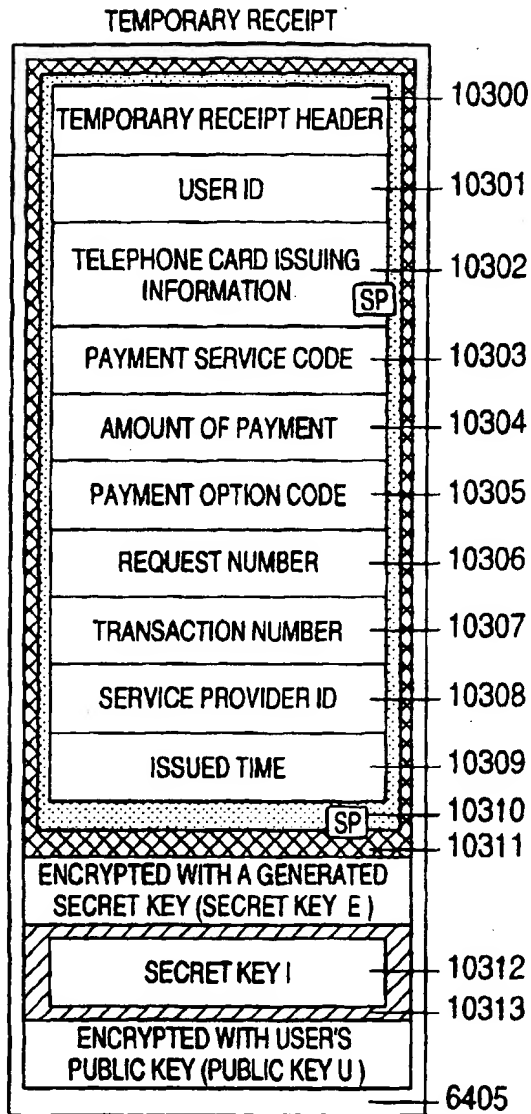 TEMPORARY RECEIPT
TEMPORARY RECEIPT HEADER
10300
USER ID
10301
TELEPHONE CARD ISSUING
INFORMATION
10302
SP
PAYMENT SERVICE CODE
10303
AMOUNT OF PAYMENT
10304
PAYMENT OPTION CODE
10305
REQUEST NUMBER
10306
TRANSACTION NUMBER
10307
SERVICE PROVIDER ID
10308
ISSUED TIME
10309
SP
10310
10311
ENCRYPTED WITH A GENERATED
SECRET KEY (SECRET KEY E)
SECRET KEY I
10312
10313
ENCRYPTED WITH USER'S
PUBLIC KEY (PUBLIC KEY U)
6405